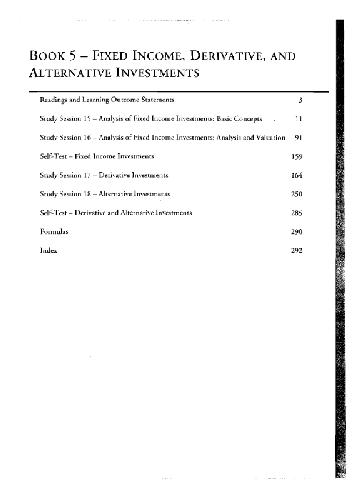 BOOK 5 – FIXED INCOME, DERIVATIVE, AND
ALTERNATIVE INVESTMENTS
Readings and Learning Outcome Statements 3
Study Session 15 – Analysis of Fixed Income Investments: Basic Concepts 11
Study Session 16 – Analysis of Fixed Income Investments: Analysis and Valuation 91
Self-Test – Fixed Income Investments 159
Study Session 17 – Derivative Investments 164
Study Session 18 – Alternative Investments 250
Self-Test – Derivative and Alternative Investments 286
Formulas 290
Index 292